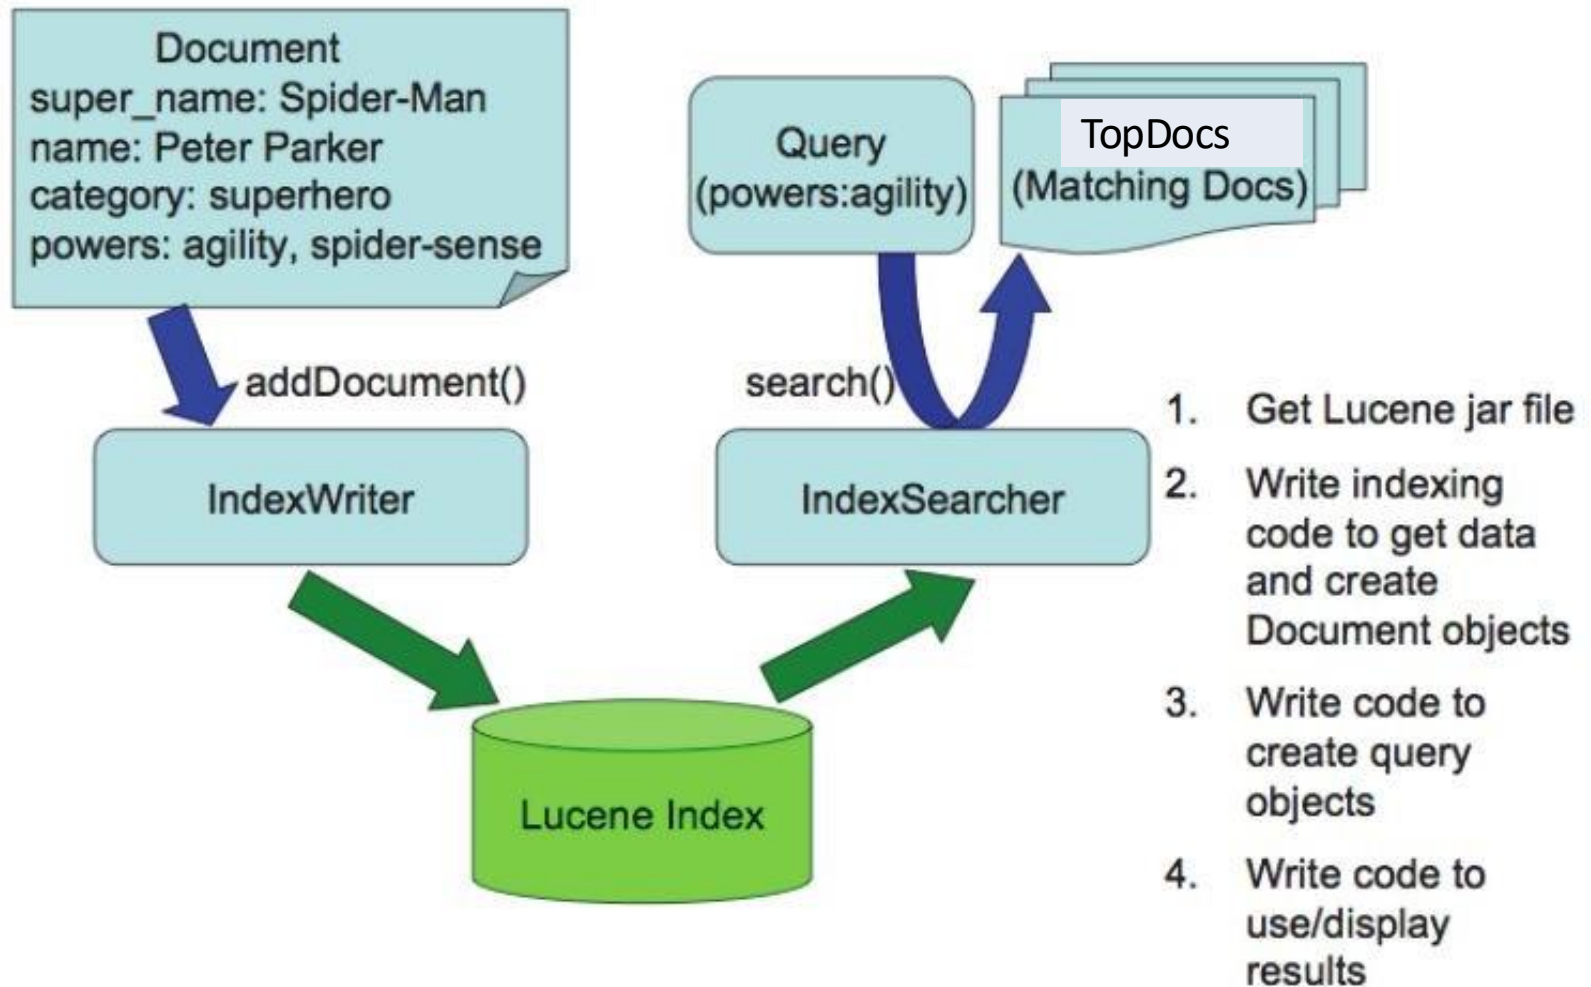 Document
super_name: Spider-Man
name: Peter Parker
category: superhero
powers: agility, spider-sense
addDocument()
IndexWriter
Query
(powers:agility)
TopDocs
(Matching Docs)
search()
IndexSearcher
Lucene Index
1. Get Lucene jar file
2. Write indexing
code to get data
and create
Document objects
3. Write code to
create query
objects
4. Write code to
use/display
results